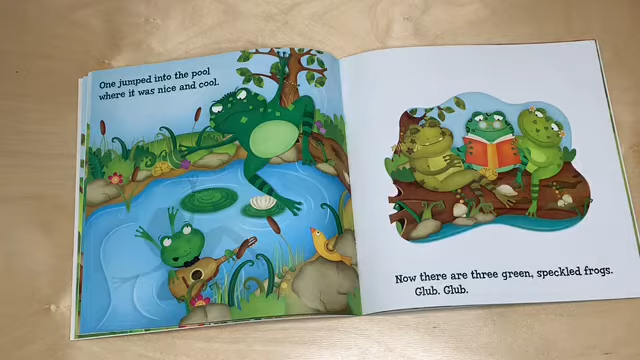 One jumped into the pool
where it was nice and cool.
Now there are three green, speckled frogs.
Glub. Glub.